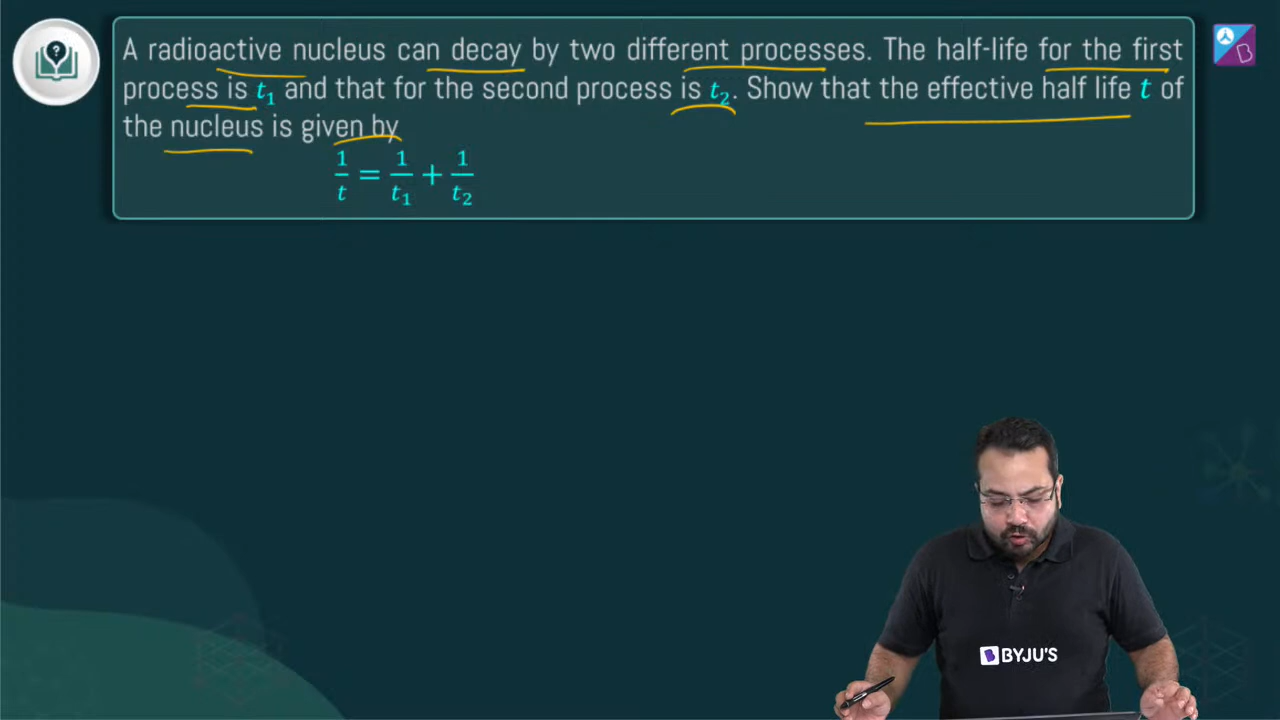 A radioactive nucleus can decay by two different processes. The half-life for the first
process is t₁ and that for the second process is t₂. Show that the effective half life t of
the nucleus is given by
1/t = 1/t₁ + 1/t₂
BYJU'S